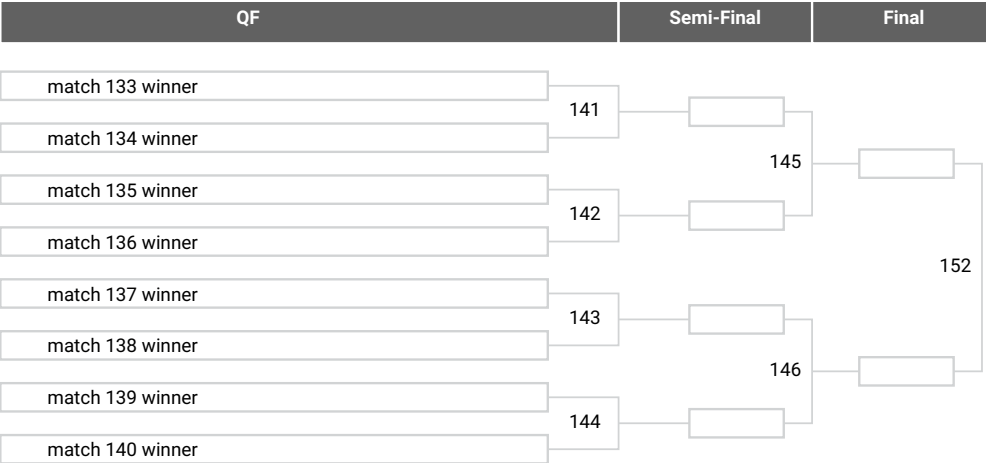 QF Semi-Final Final
match 133 winner
141
match 134 winner
145
match 135 winner
142
match 136 winner
152
match 137 winner
143
match 138 winner
146
match 139 winner
144
match 140 winner